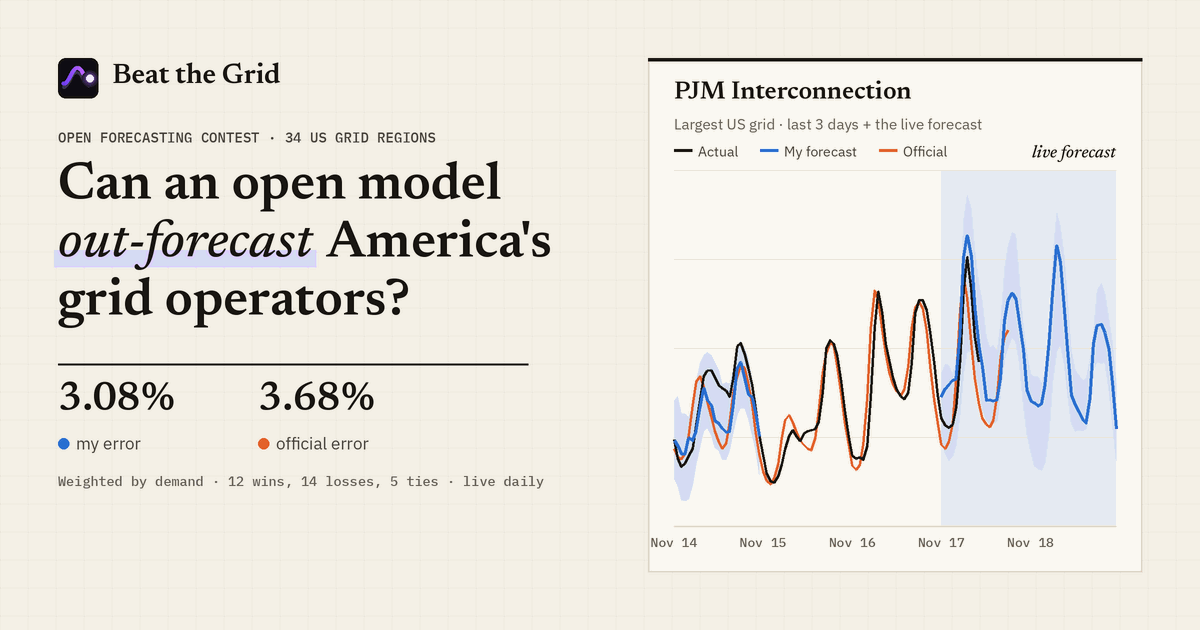 Beat the Grid
OPEN FORECASTING CONTEST · 34 US GRID REGIONS
Can an open model
out-forecast America's
grid operators?
3.08%
3.68%
my error
official error
Weighted by demand · 12 wins, 14 losses, 5 ties · live daily
PJM Interconnection
Largest US grid · last 3 days + the live forecast
Actual
My forecast
Official
live forecast
Nov 14
Nov 15
Nov 16
Nov 17
Nov 18